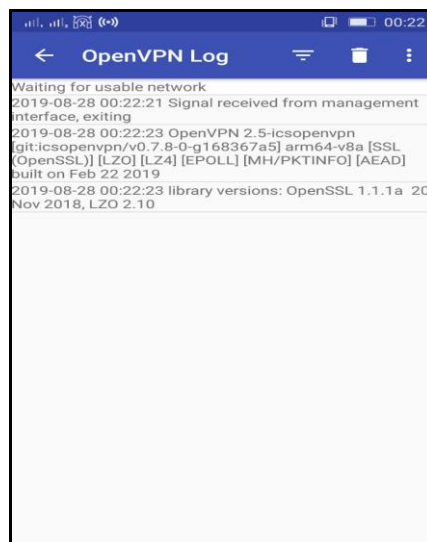 00:22
OpenVPN Log
Waiting for usable network
2019-08-28 00:22:21 Signal received from management
interface, exiting
2019-08-28 00:22:23 OpenVPN 2.5-icsopenvpn
[git:icsopenvpn/v0.7.8-0-g168367a5] arm64-v8a [SSL
(OpenSSL)] [LZO] [LZ4] [EPOLL] [MH/PKTINFO] [AEAD]
built on Feb 22 2019
2019-08-28 00:22:23 library versions: OpenSSL 1.1.1a 20
Nov 2018, LZO 2.10